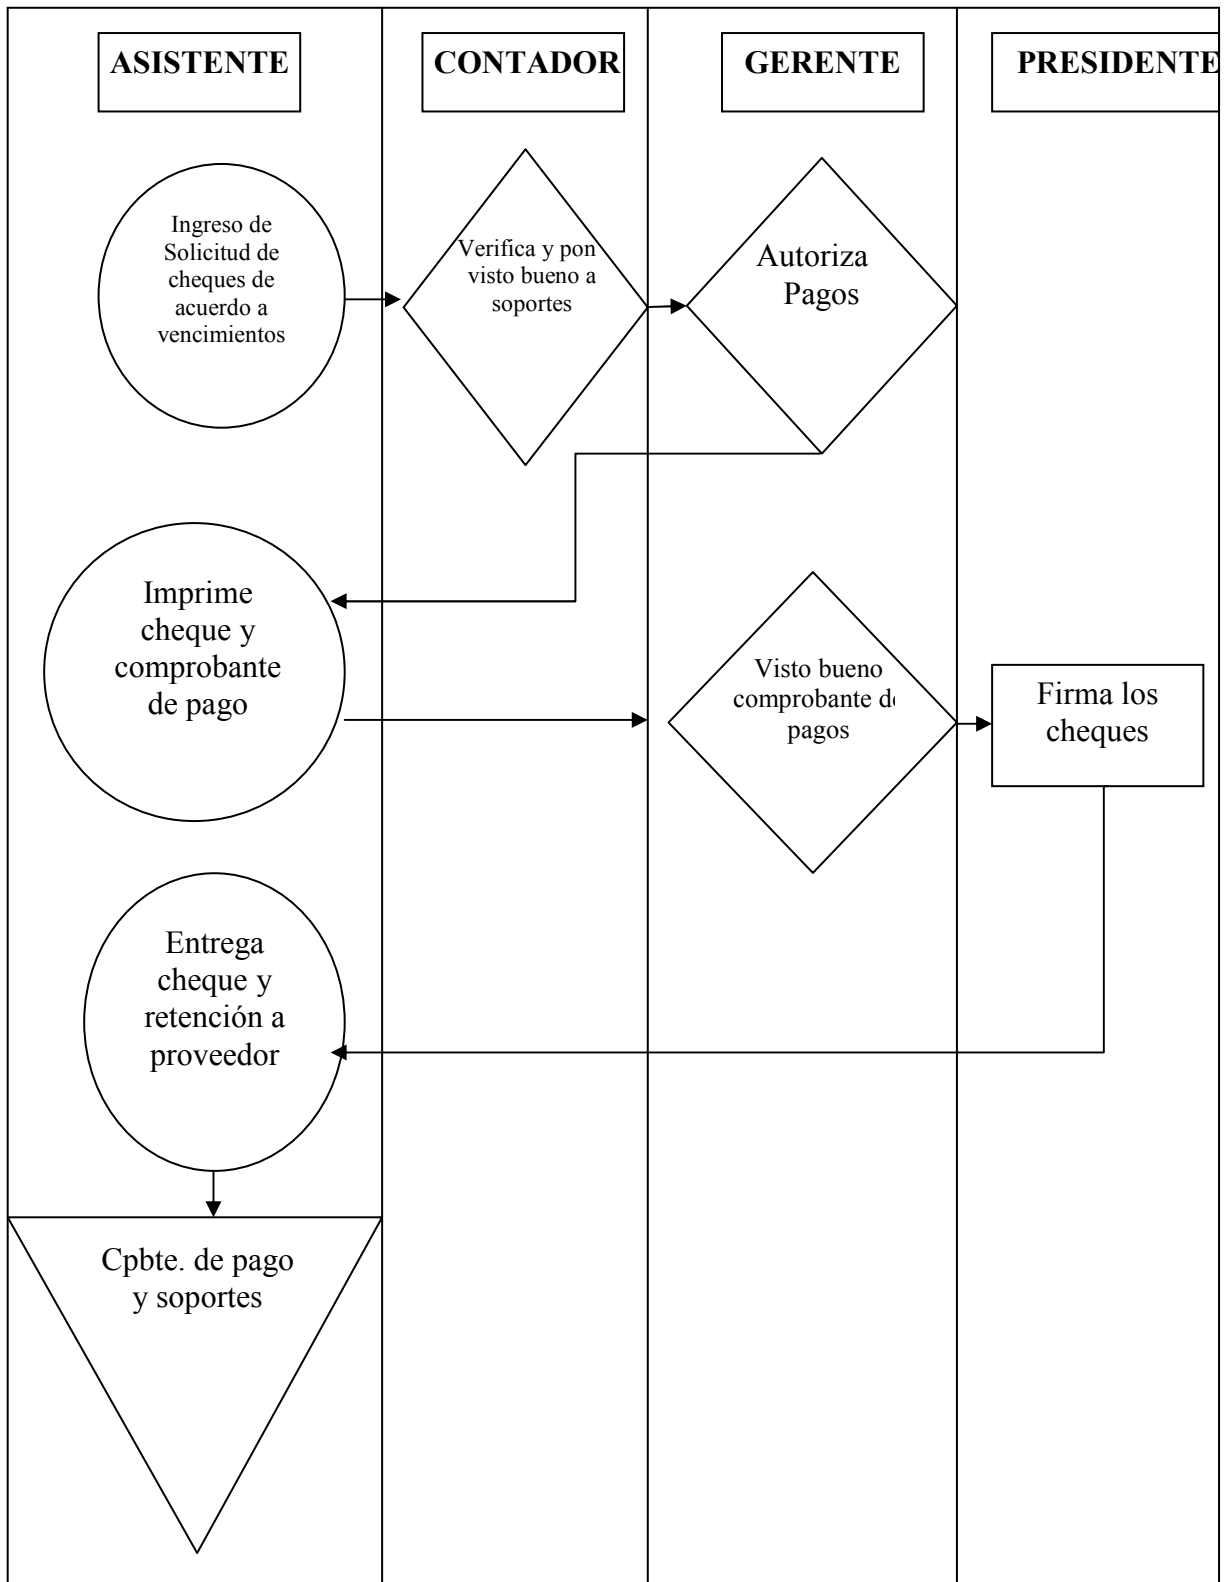 ASISTENTE
CONTADOR
GERENTE
PRESIDENTE
Ingreso de
Solicitud de
cheques de
acuerdo a
vencimientos
Verifica y pon
visto bueno a
soportes
Autoriza
Pagos
Imprime
cheque y
comprobante
de pago
Visto bueno
comprobante de
pagos
Firma los
cheques
Entrega
cheque y
retención a
proveedor
Cpbte. de pago
y soportes